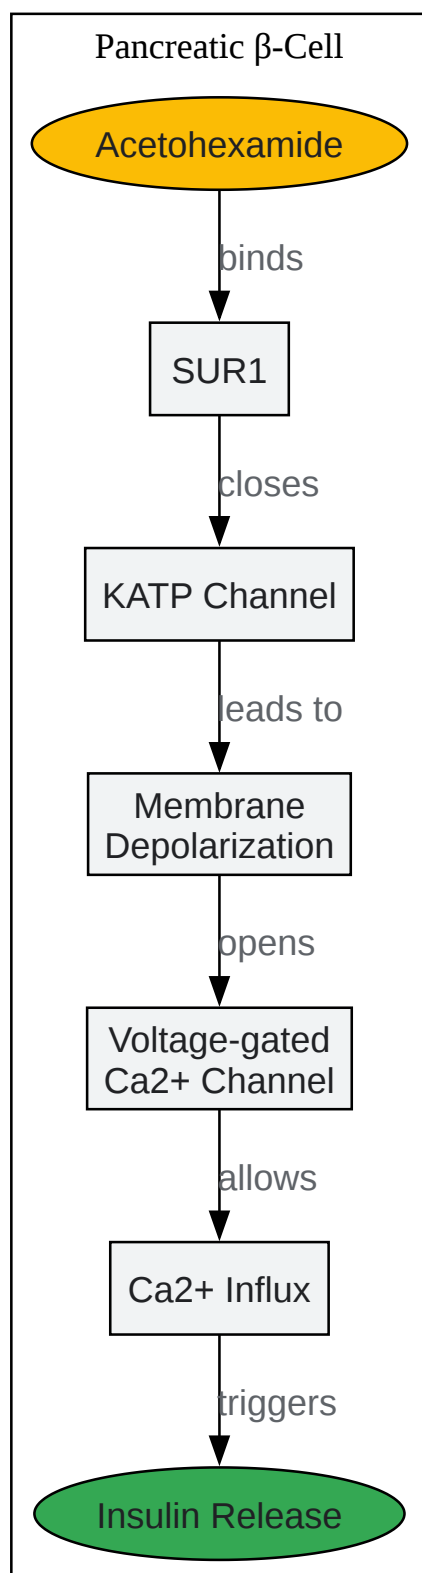 Pancreatic β-Cell
Acetohexamide
binds
SUR1
closes
KATP Channel
leads to
Membrane
Depolarization
opens
Voltage-gated
Ca2+ Channel
allows
Ca2+ Influx
triggers
Insulin Release